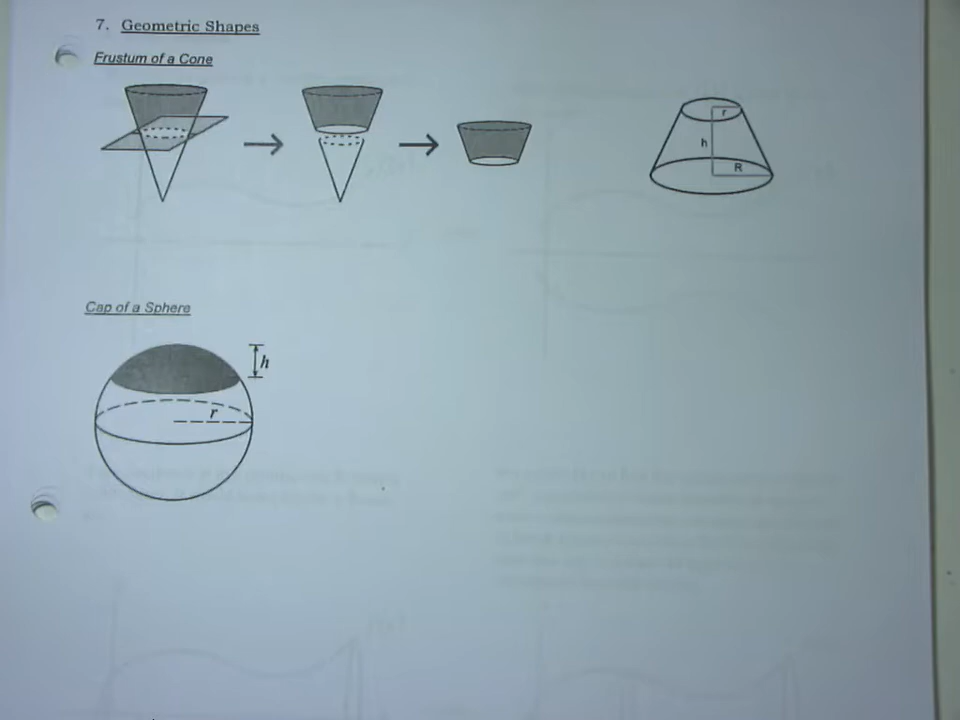 7. Geometric Shapes
Frustum of a Cone
r
h
R
Cap of a Sphere
h
r